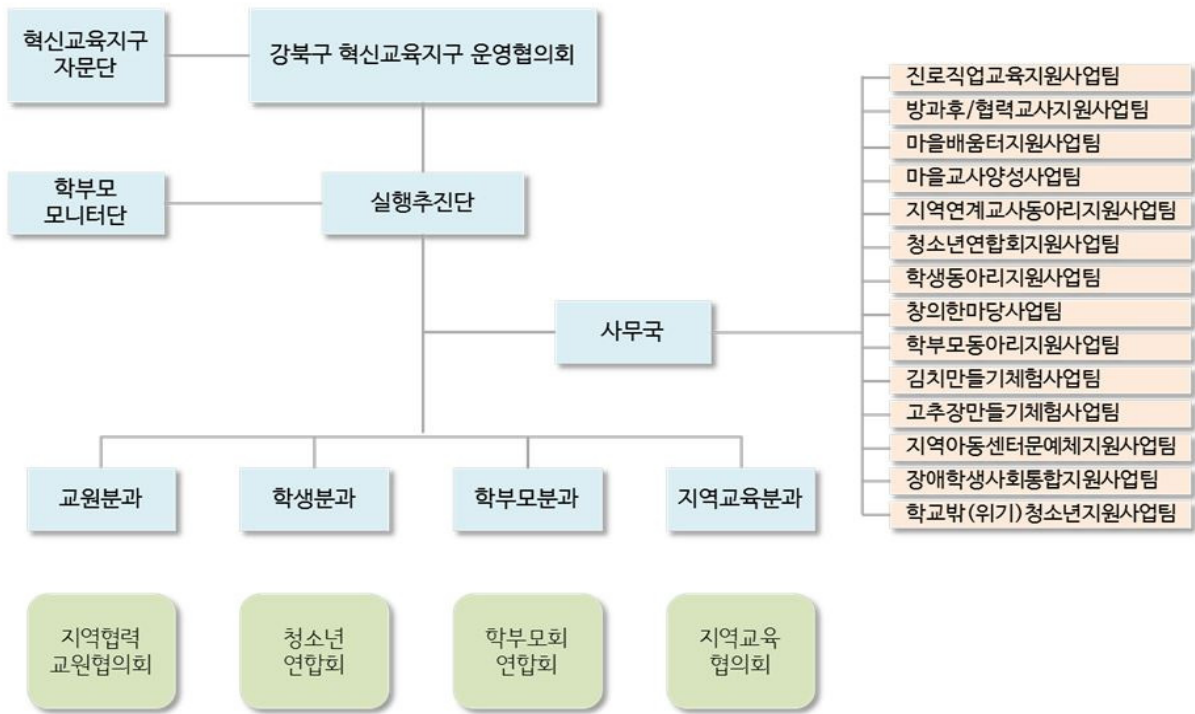 혁신교육지구
자문단
강북구 혁신교육지구 운영협의회
학부모
모니터단
실행추진단
사무국
진로직업교육지원사업팀
방과후/협력교사지원사업팀
마을배움터지원사업팀
마을교사양성사업팀
지역연계교사동아리지원사업팀
청소년연합회지원사업팀
학생동아리지원사업팀
창의한마당사업팀
학부모동아리지원사업팀
김치만들기체험사업팀
고추장만들기체험사업팀
지역아동센터문예체지원사업팀
장애학생사회통합지원사업팀
학교밖(위기)청소년지원사업팀
교원분과
학생분과
학부모분과
지역교육분과
지역협력
교원협의회
청소년
연합회
학부모회
연합회
지역교육
협의회